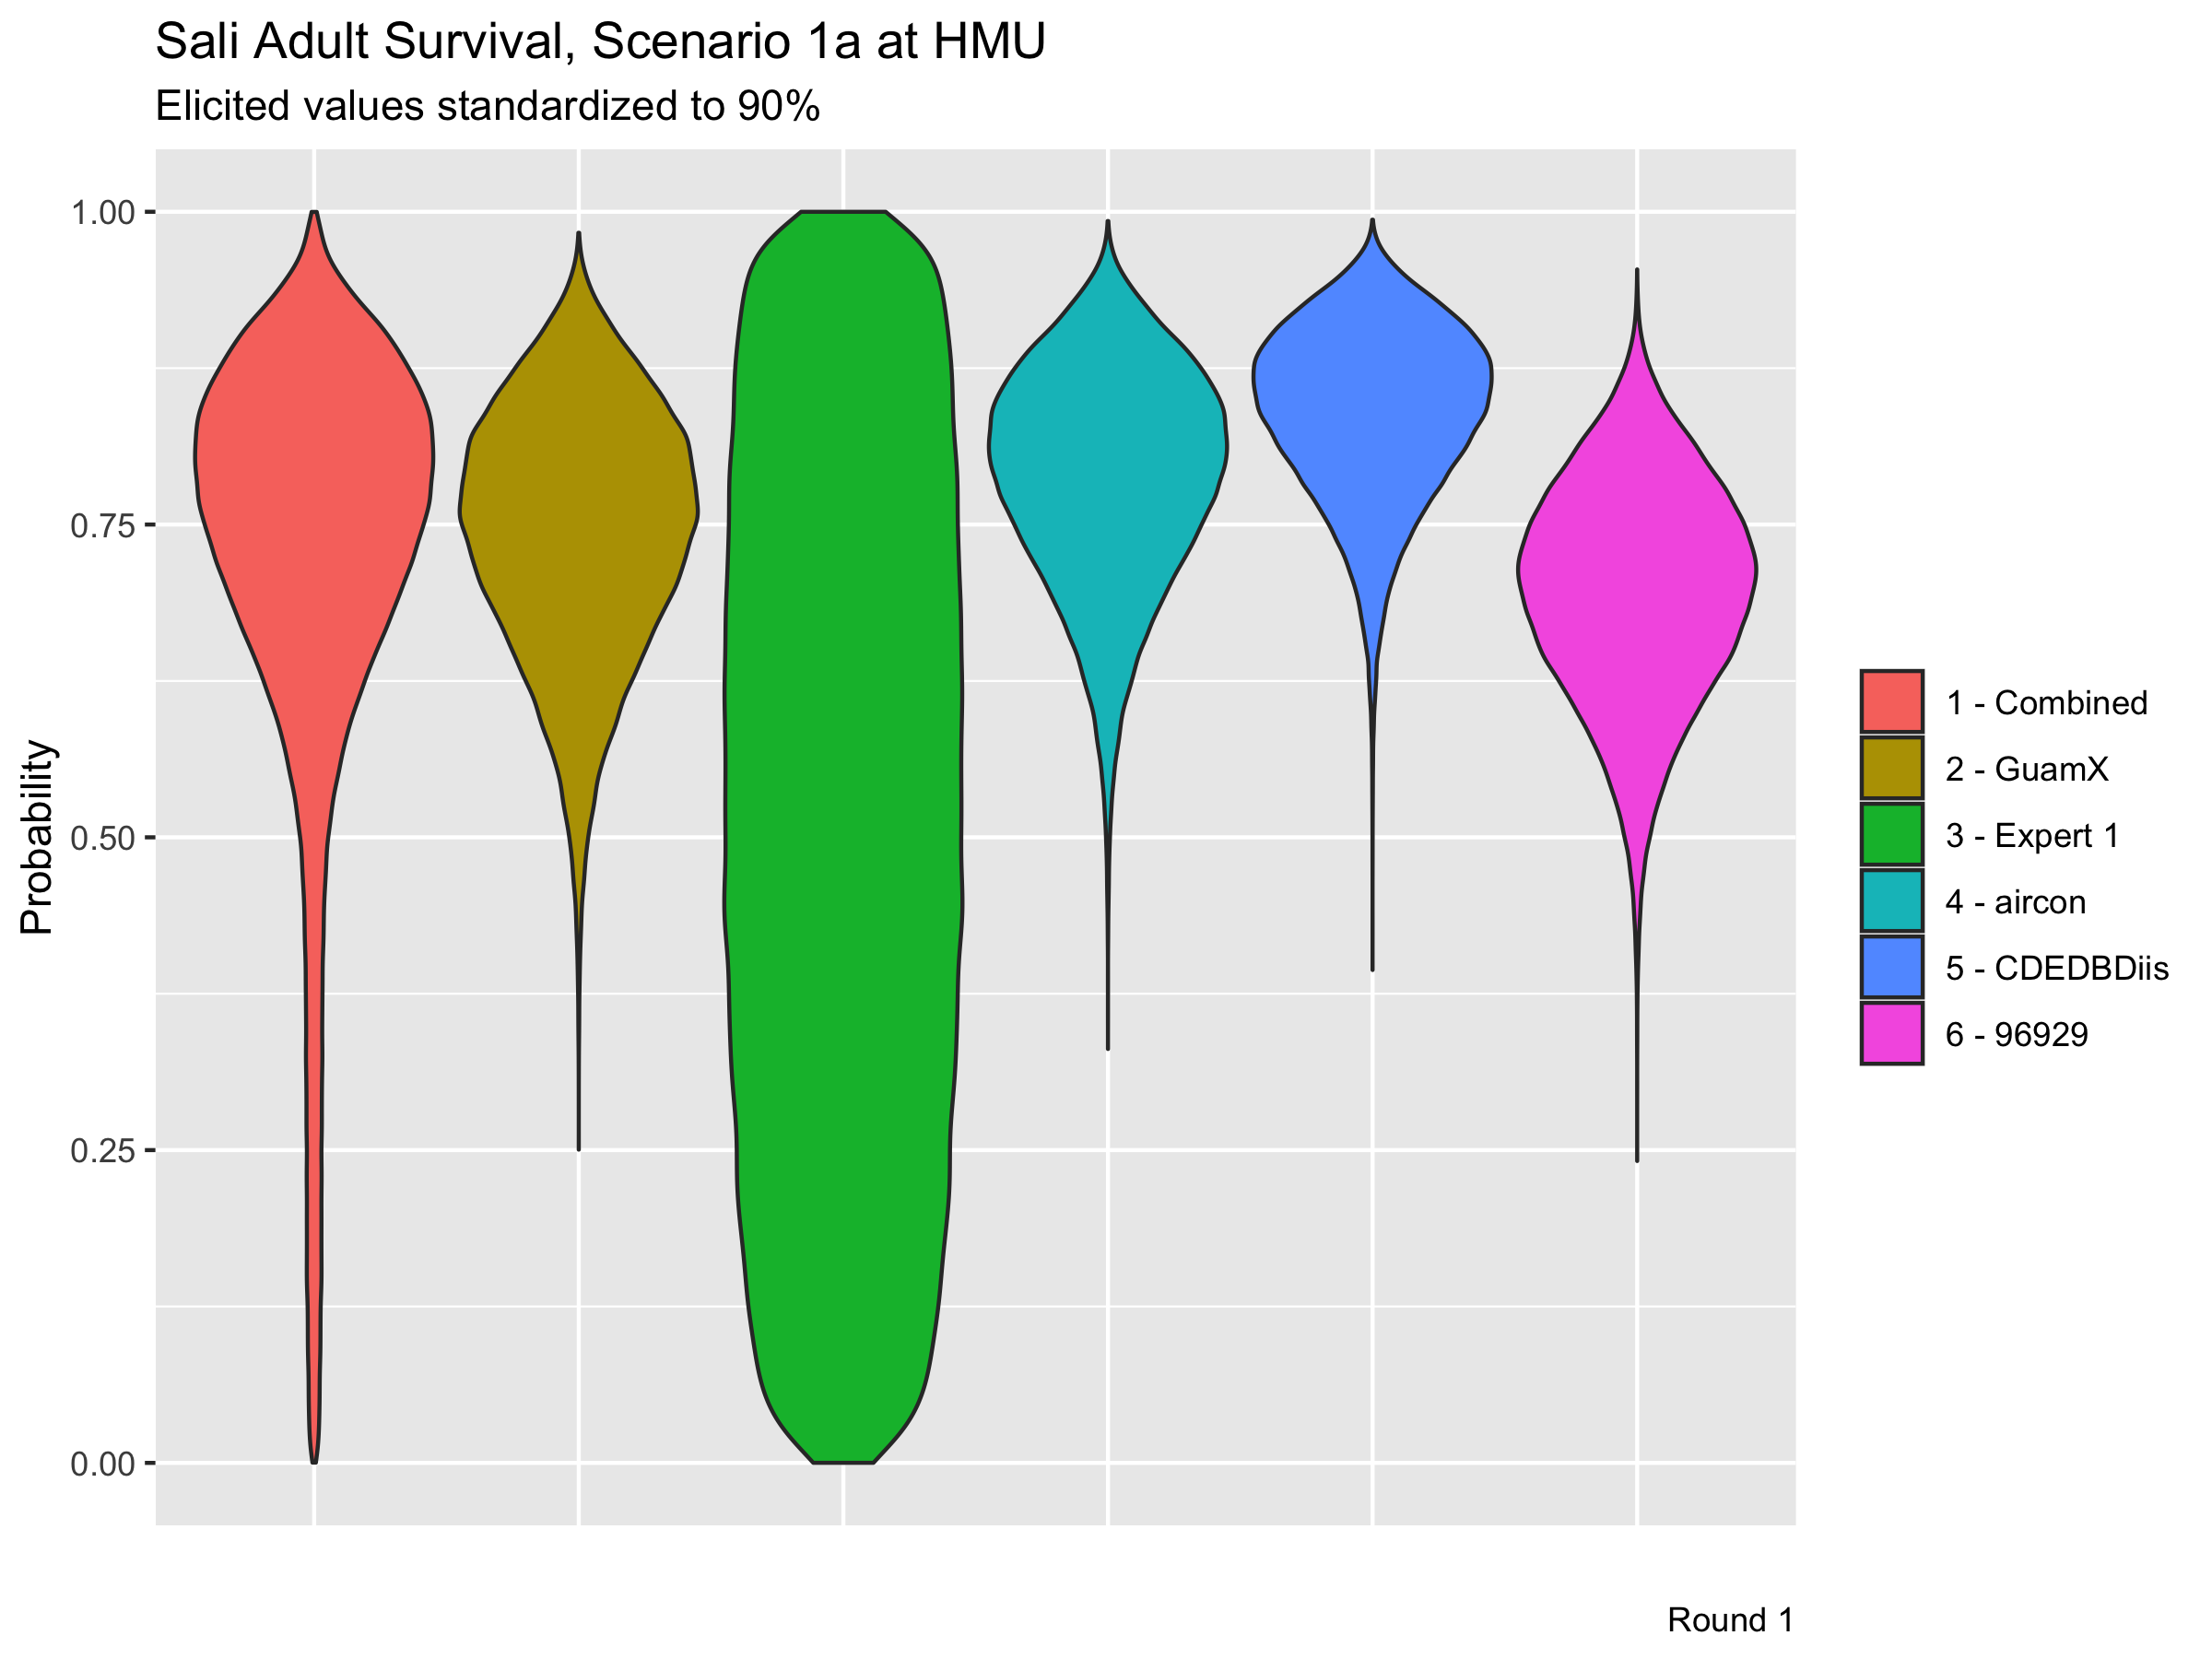 Sali Adult Survival, Scenario 1a at HMU
Elicited values standardized to 90%
Probability
1.00
0.75
0.50
0.25
0.00
1 - Combined
2 - GuamX
3 - Expert 1
4 - aircon
5 - CDEDBDiis
6 - 96929
Round 1